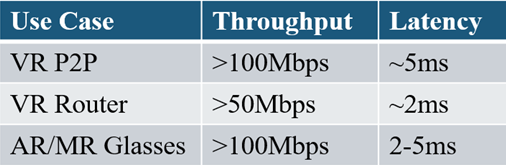 Use Case Throughput Latency
VR P2P >100Mbps ~5ms
VR Router >50Mbps ~2ms
AR/MR Glasses >100Mbps 2-5ms